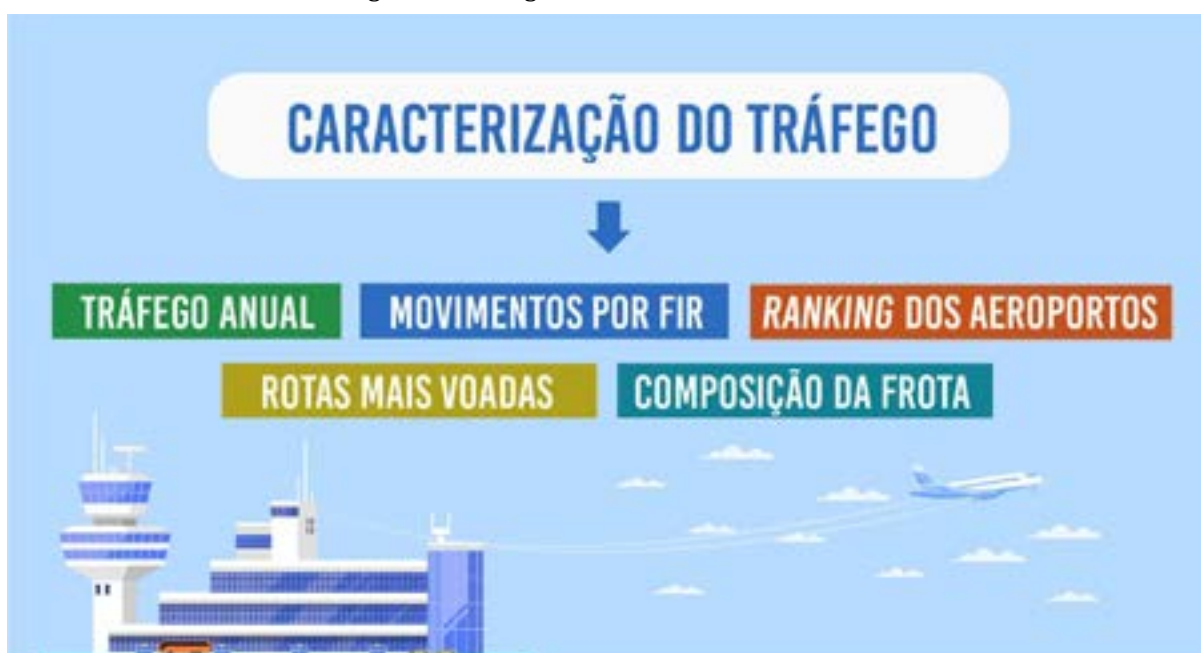 CARACTERIZAÇÃO DO TRÁFEGO
TRÁFEGO ANUAL
MOVIMENTOS POR FIR
RANKING DOS AEROPORTOS
ROTAS MAIS VOADAS
COMPOSIÇÃO DA FROTA